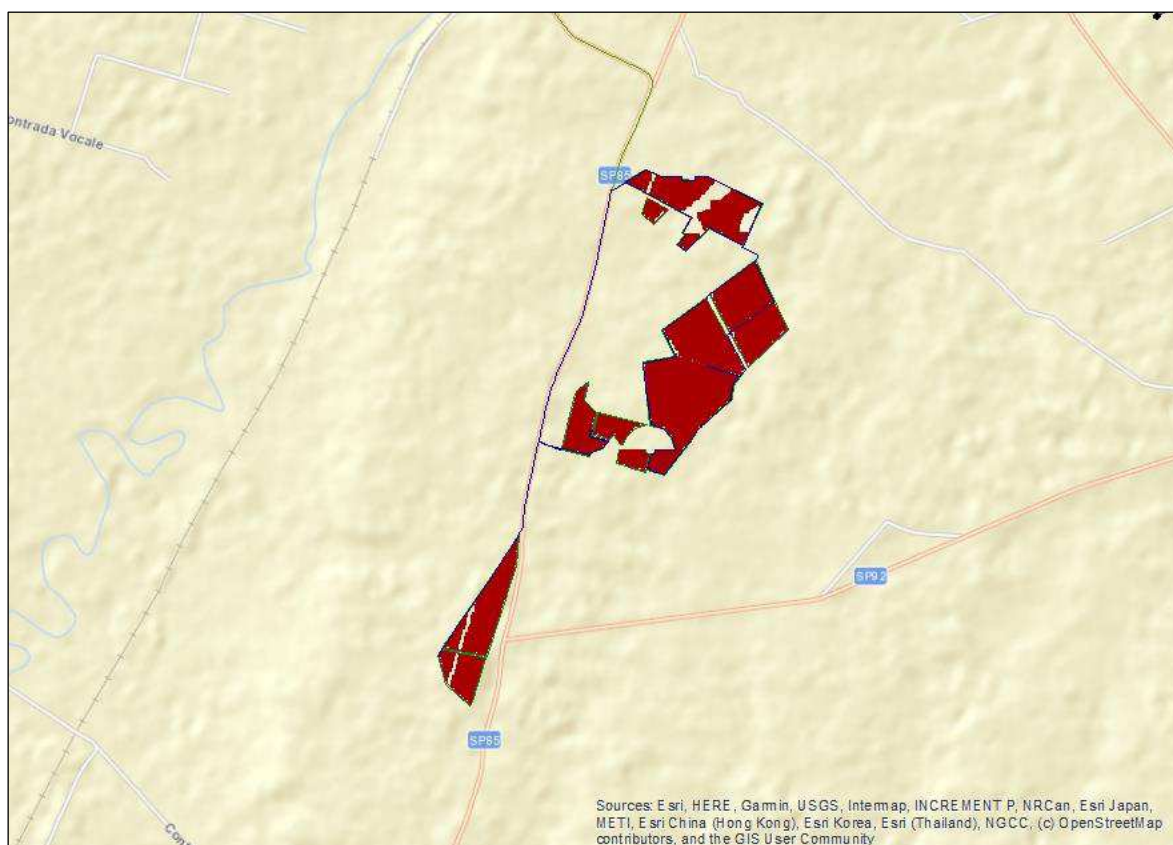 ontrada Vocale
SP85
SP92
SP85
Con
Sources: Esri, HERE, Garmin, USGS, Intermap, INCREMENT P, NRCan, Esri Japan,
METI, Esri China (Hong Kong), Esri Korea, Esri (Thailand), NGCC, (c) OpenStreetMap
contributors, and the GIS User Community